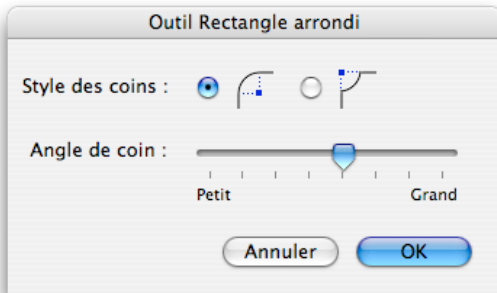 Outil Rectangle arrondi
Style des coins :
Angle de coin :
Petit Grand
Annuler OK